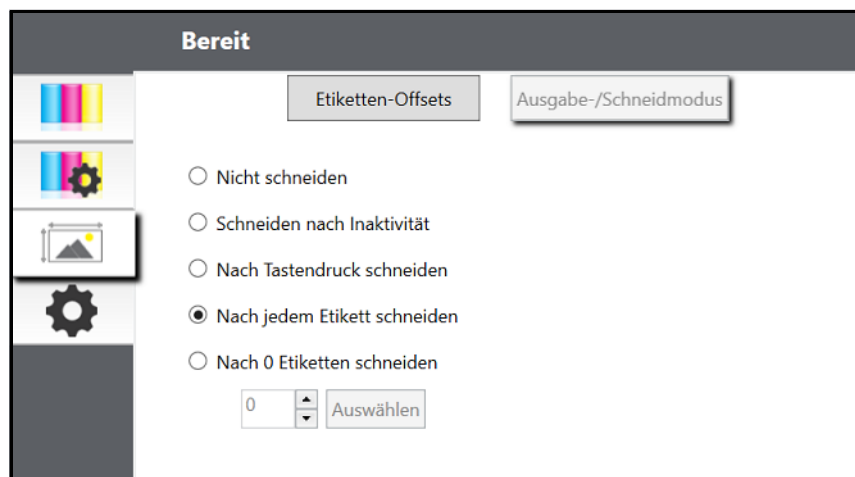 Bereit
Etiketten-Offsets Ausgabe-/Schneidmodus
Nicht schneiden
Schneiden nach Inaktivität
Nach Tastendruck schneiden
Nach jedem Etikett schneiden
Nach 0 Etiketten schneiden
0 Auswählen